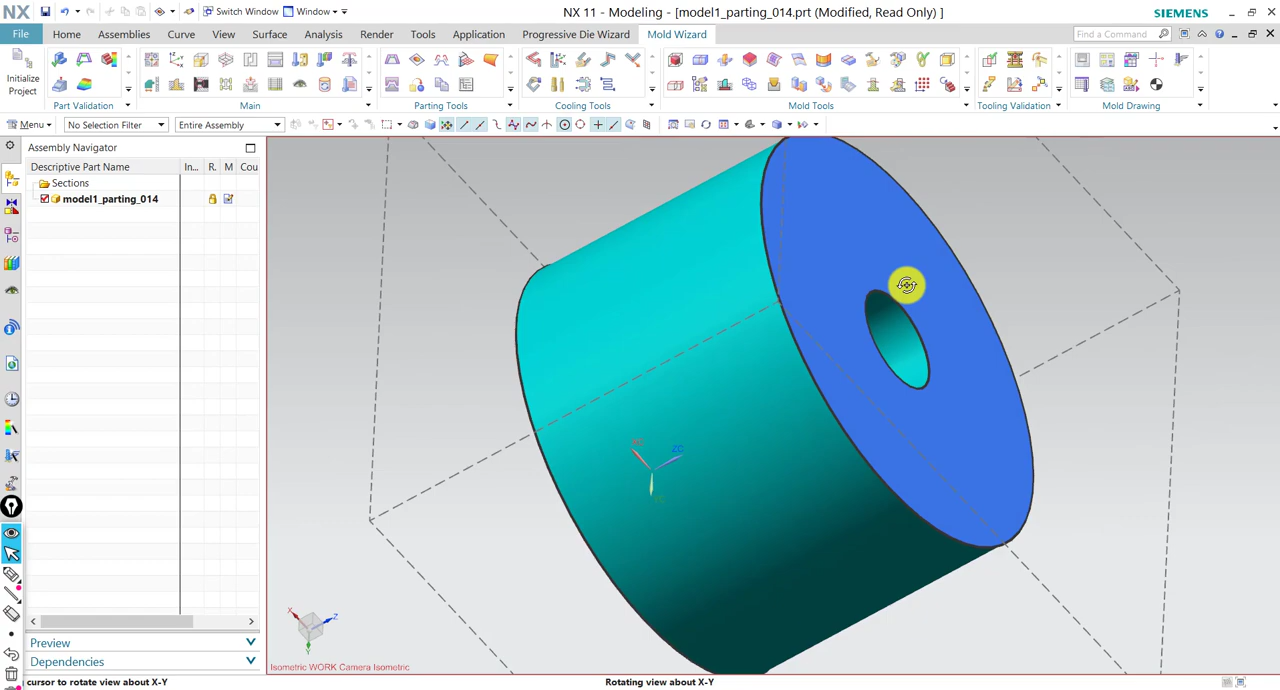 NX
Switch Window
Window
NX 11 - Modeling - [model1_parting_014.prt (Modified, Read Only) ]
SIEMENS
File
Home
Assemblies
Curve
View
Surface
Analysis
Render
Tools
Application
Progressive Die Wizard
Mold Wizard
Find a Command
Initialize
Project
Part Validation
Main
Parting Tools
Cooling Tools
Mold Tools
Tooling Validation
Mold Drawing
Menu
No Selection Filter
Entire Assembly
Assembly Navigator
Descriptive Part Name
In...
R.
M
Cou
Sections
model1_parting_014
ZC
X
Z
Y
Isometric WORK Camera Isometric
Preview
Dependencies
cursor to rotate view about X-Y
Rotating view about X-Y